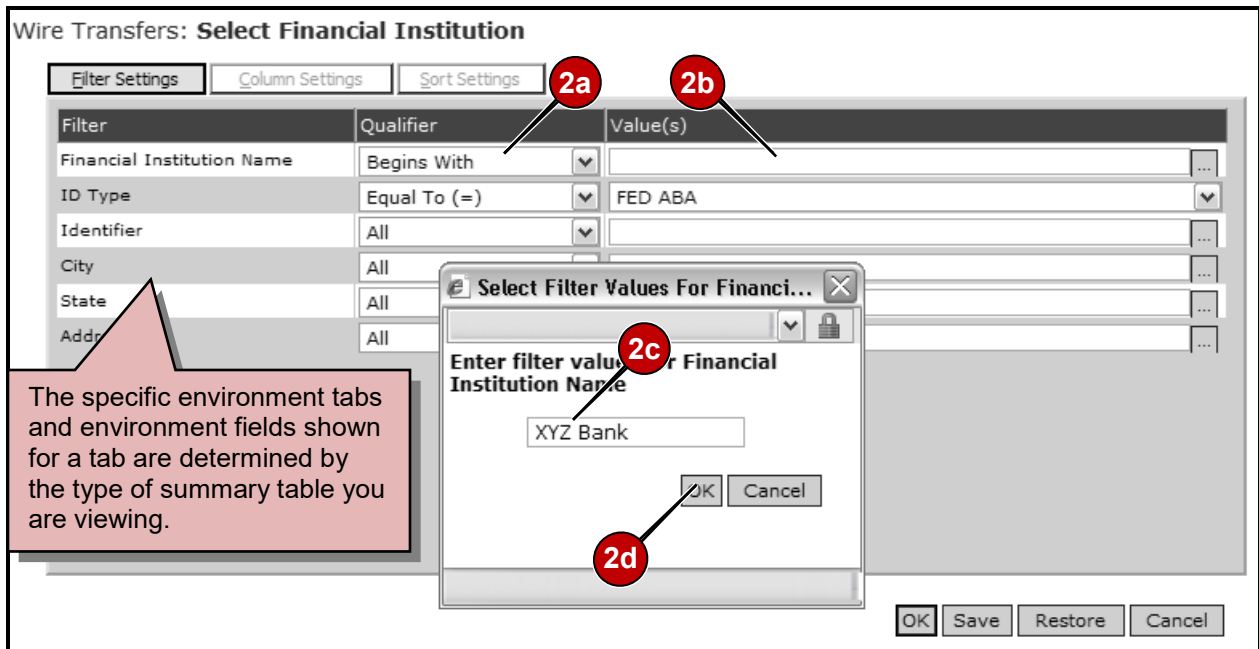 Wire Transfers: Select Financial Institution
Filter Settings Column Settings Sort Settings 2a 2b
Filter Qualifier Value(s)
Financial Institution Name Begins With ...
ID Type Equal To (=) FED ABA
Identifier All ...
City All ...
State All ...
Addr All ...
Select Filter Values For Financi...
2c
Enter filter valu r Financial
Institution Name
XYZ Bank
OK Cancel
2d
The specific environment tabs
and environment fields shown
for a tab are determined by
the type of summary table you
are viewing.
OK Save Restore Cancel